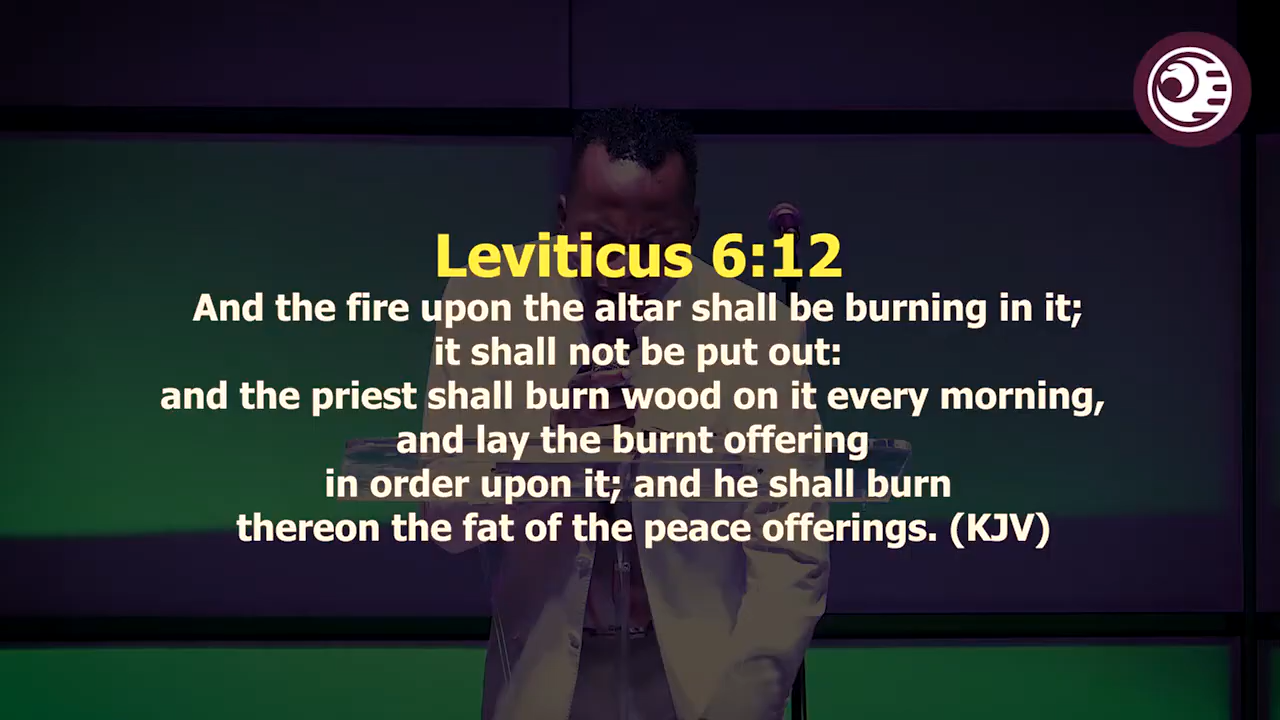 Leviticus 6:12
And the fire upon the altar shall be burning in it;
it shall not be put out:
and the priest shall burn wood on it every morning,
and lay the burnt offering
in order upon it; and he shall burn
thereon the fat of the peace offerings. (KJV)